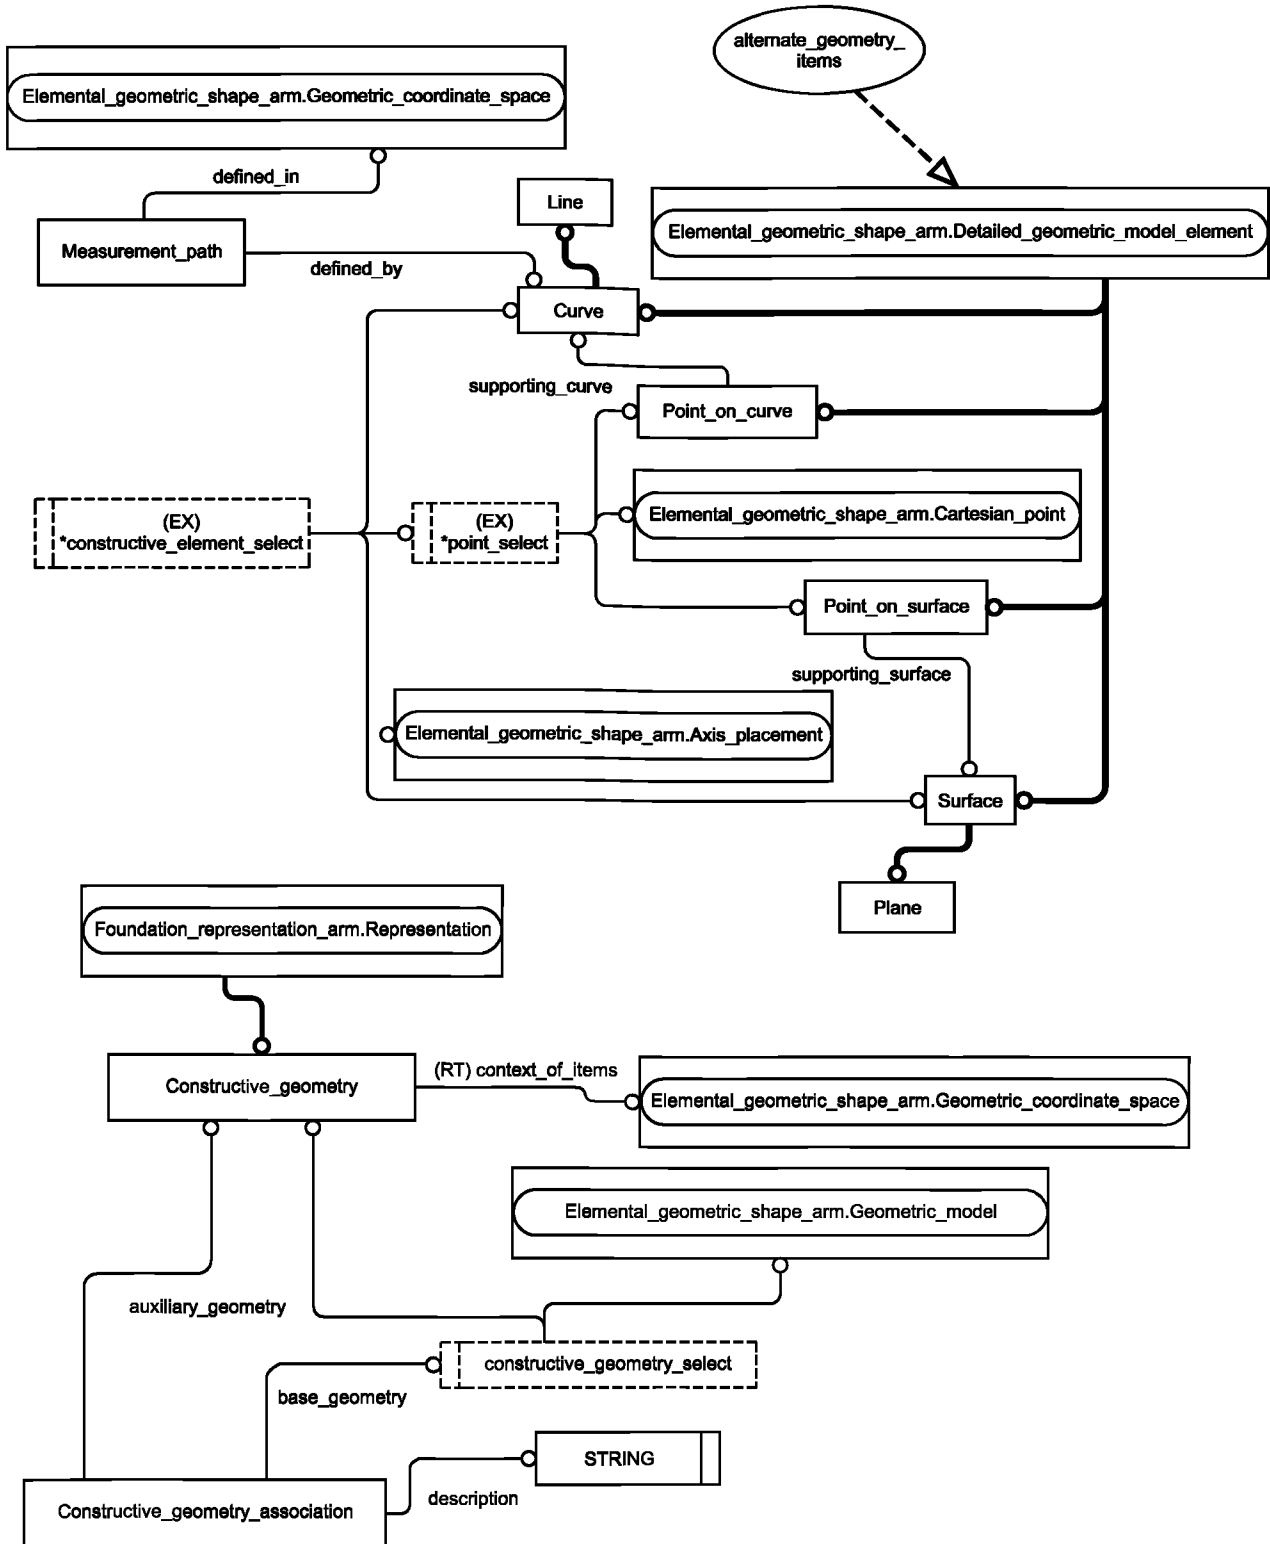 alternate_geometry_
items
Elemental_geometric_shape_arm.Geometric_coordinate_space
defined_in
Line
Elemental_geometric_shape_arm.Detailed_geometric_model_element
Measurement_path
defined_by
Curve
supporting_curve
Point_on_curve
(EX)
*constructive_element_select
(EX)
*point_select
Elemental_geometric_shape_arm.Cartesian_point
Point_on_surface
supporting_surface
Elemental_geometric_shape_arm.Axis_placement
Surface
Plane
Foundation_representation_arm.Representation
Constructive_geometry
(RT) context_of_items
Elemental_geometric_shape_arm.Geometric_coordinate_space
Elemental_geometric_shape_arm.Geometric_model
auxiliary_geometry
constructive_geometry_select
base_geometry
STRING
description
Constructive_geometry_association